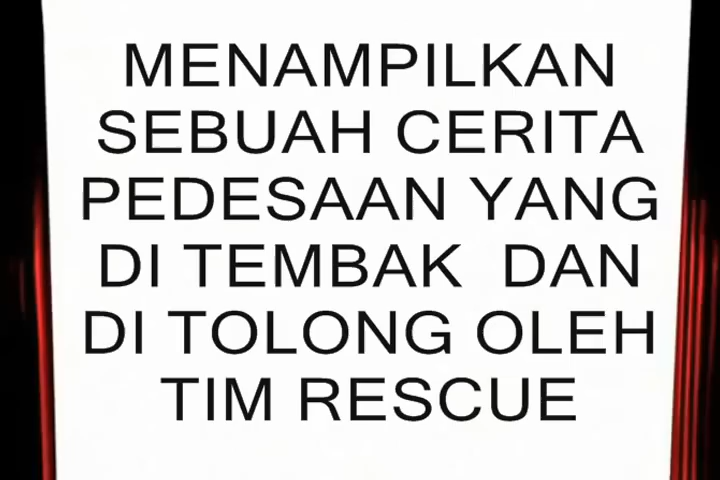 MENAMPILKAN
SEBUAH CERITA
PEDESAAN YANG
DI TEMBAK  DAN
DI TOLONG OLEH
TIM RESCUE